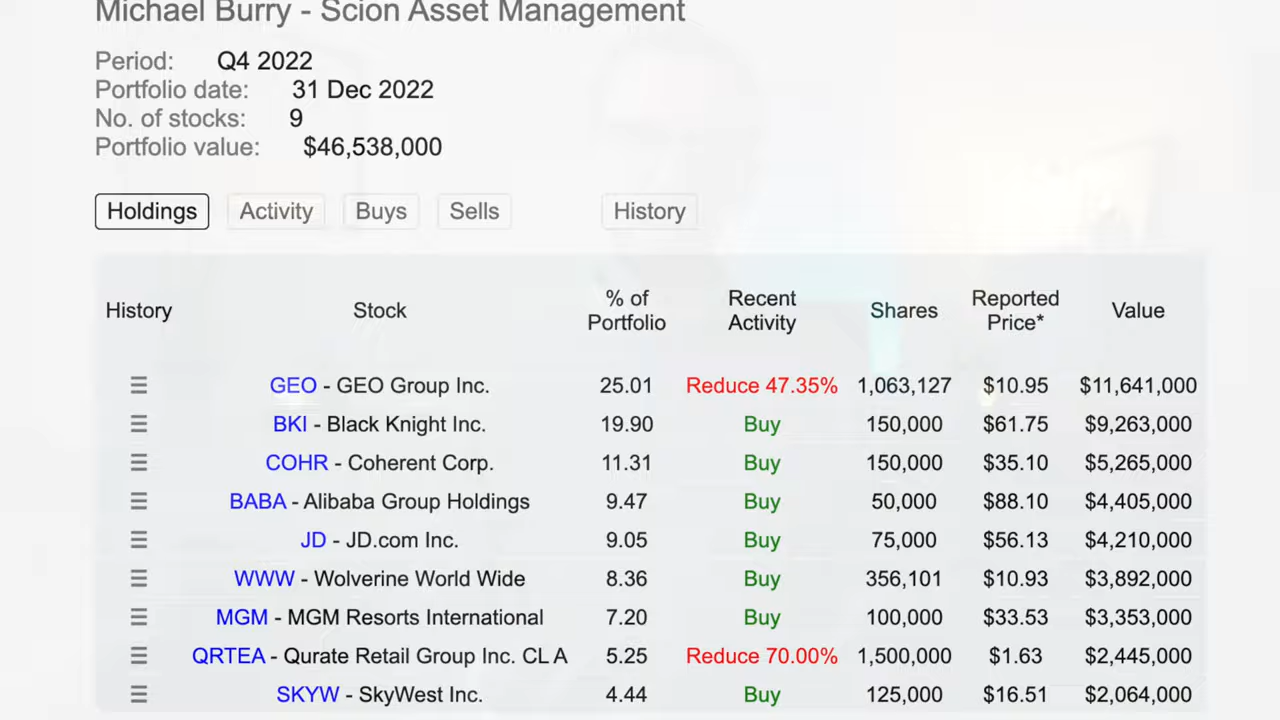 Michael Burry - Scion Asset Management
Period: Q4 2022
Portfolio date: 31 Dec 2022
No. of stocks: 9
Portfolio value: $46,538,000
Holdings Activity Buys Sells History
History Stock % of Portfolio Recent Activity Shares Reported Price* Value
☰ GEO - GEO Group Inc. 25.01 Reduce 47.35% 1,063,127 $10.95 $11,641,000
☰ BKI - Black Knight Inc. 19.90 Buy 150,000 $61.75 $9,263,000
☰ COHR - Coherent Corp. 11.31 Buy 150,000 $35.10 $5,265,000
☰ BABA - Alibaba Group Holdings 9.47 Buy 50,000 $88.10 $4,405,000
☰ JD - JD.com Inc. 9.05 Buy 75,000 $56.13 $4,210,000
☰ WWW - Wolverine World Wide 8.36 Buy 356,101 $10.93 $3,892,000
☰ MGM - MGM Resorts International 7.20 Buy 100,000 $33.53 $3,353,000
☰ QRTEA - Qurate Retail Group Inc. CL A 5.25 Reduce 70.00% 1,500,000 $1.63 $2,445,000
☰ SKYW - SkyWest Inc. 4.44 Buy 125,000 $16.51 $2,064,000